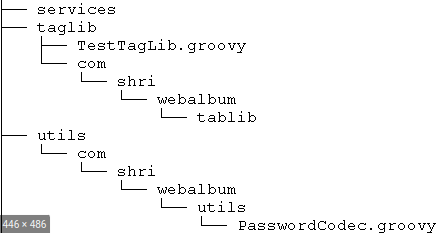 services
taglib
TestTagLib.groovy
com
shri
webalbum
tablib
utils
com
shri
webalbum
utils
446 × 486
PasswordCodec.groovy